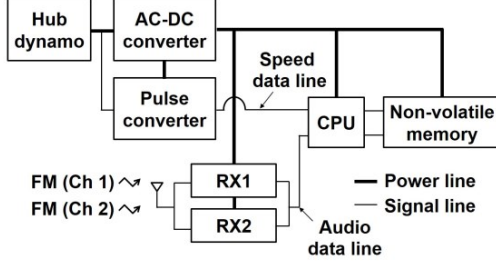 Hub
dynamo
AC-DC
converter
Pulse
converter
Speed
data line
CPU
Non-volatile
memory
FM (Ch 1)
FM (Ch 2)
RX1
RX2
Power line
Signal line
Audio
data line